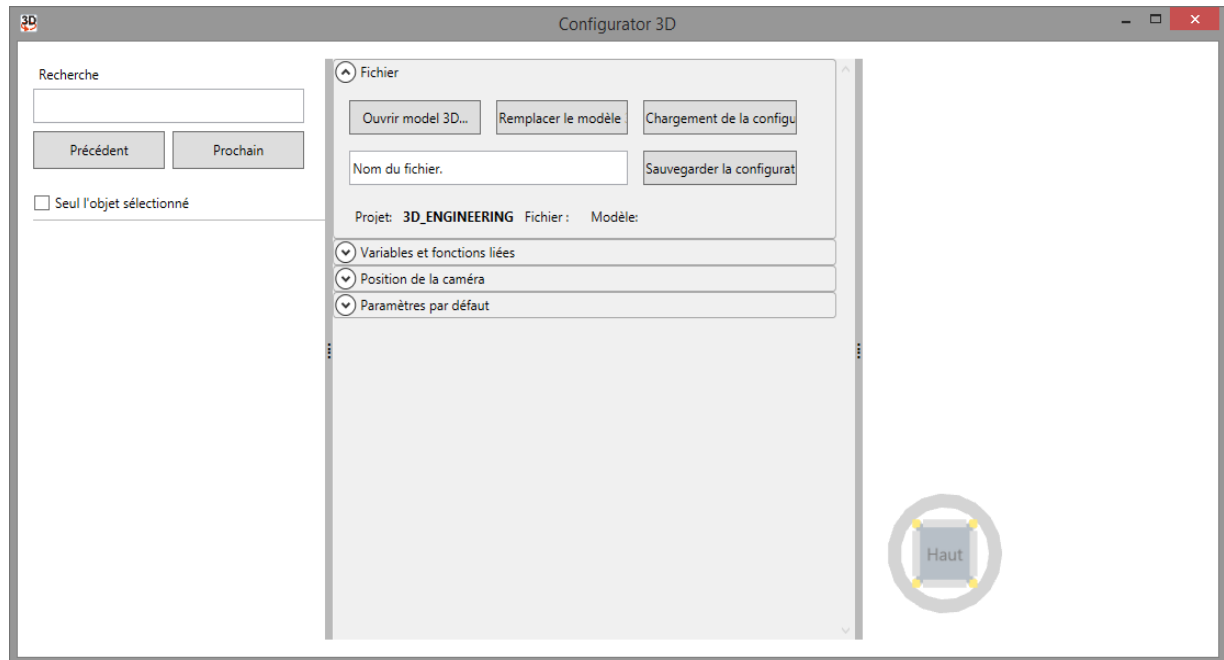 3D
Configurator 3D
Recherche
Précédent Prochain
Seul l'objet sélectionné
Fichier
Ouvrir model 3D... Remplacer le modèle Chargement de la configu
Nom du fichier. Sauvegarder la configurat
Projet: 3D_ENGINEERING Fichier : Modèle:
Variables et fonctions liées
Position de la caméra
Paramètres par défaut
Haut